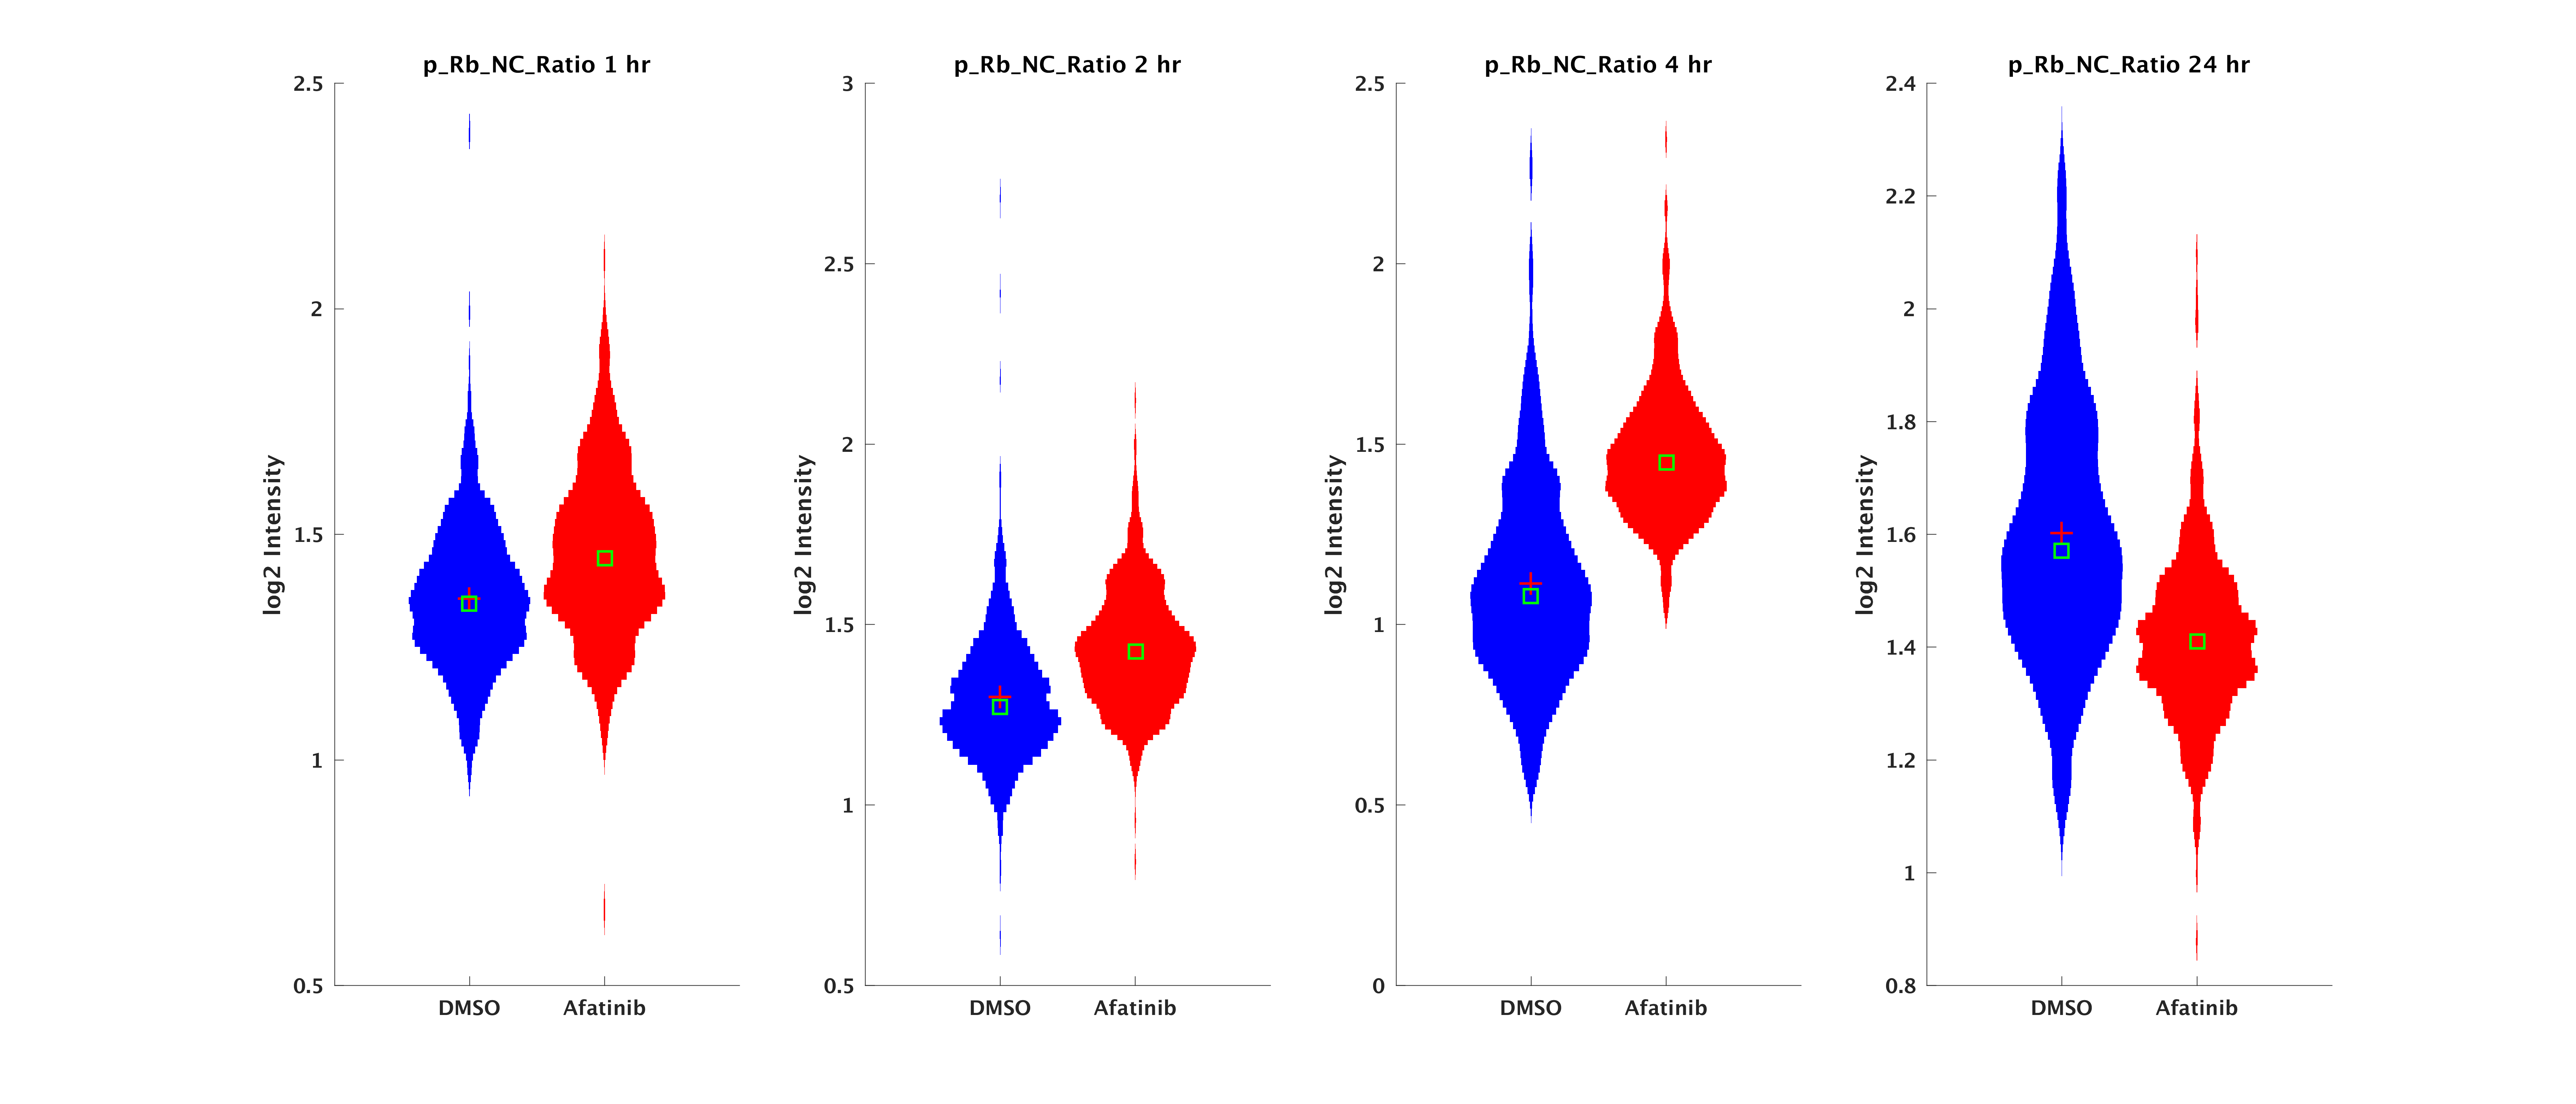 p_Rb_NC_Ratio 1 hr
2.5
2
1.5
1
0.5
log2 Intensity
DMSO Afatinib
p_Rb_NC_Ratio 2 hr
3
2.5
2
1.5
1
0.5
log2 Intensity
DMSO Afatinib
p_Rb_NC_Ratio 4 hr
2.5
2
1.5
1
0.5
0
log2 Intensity
DMSO Afatinib
p_Rb_NC_Ratio 24 hr
2.4
2.2
2
1.8
1.6
1.4
1.2
1
0.8
log2 Intensity
DMSO Afatinib